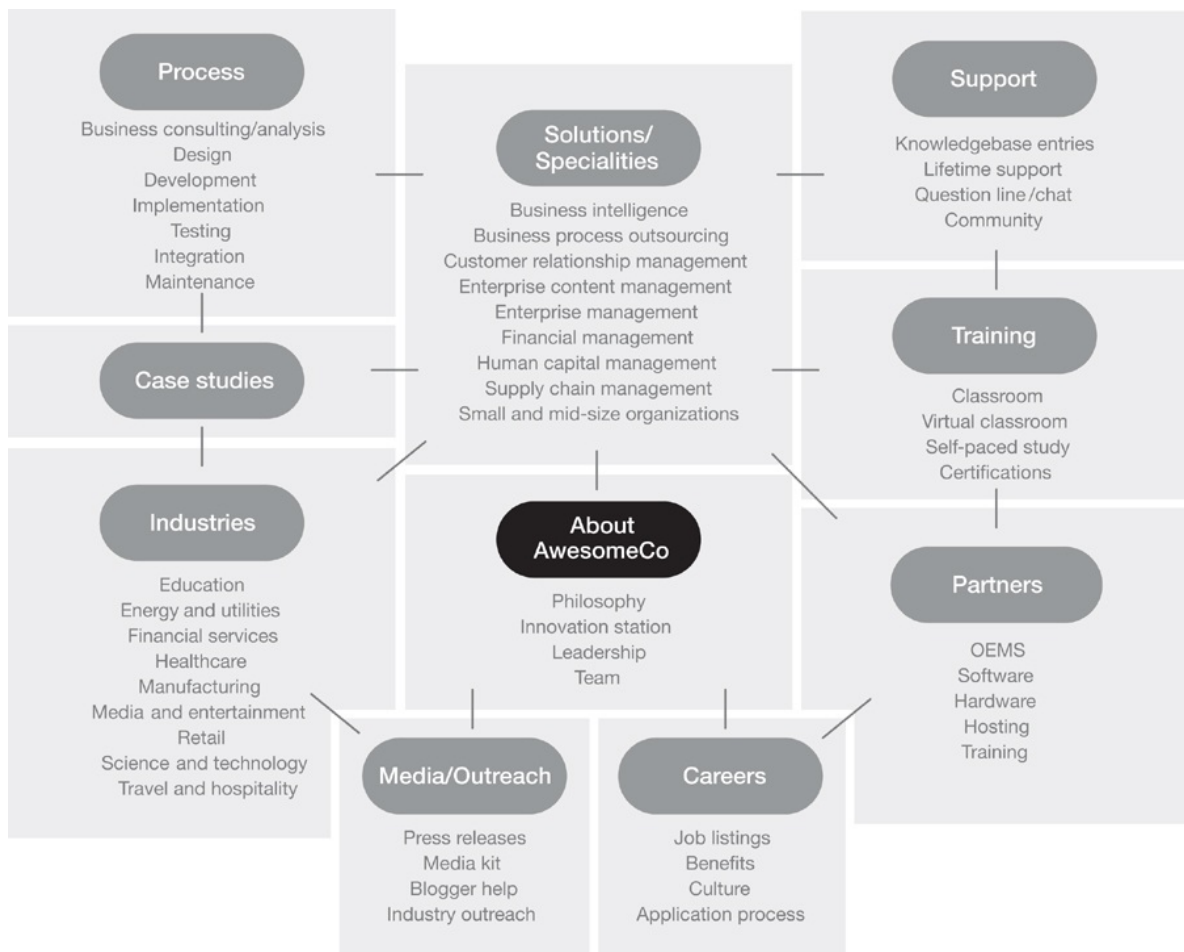 Process
Business consulting/analysis
Design
Development
Implementation
Testing
Integration
Maintenance
Case studies
Industries
Education
Energy and utilities
Financial services
Healthcare
Manufacturing
Media and entertainment
Retail
Science and technology
Travel and hospitality
Solutions/
Specialities
Business intelligence
Business process outsourcing
Customer relationship management
Enterprise content management
Enterprise management
Financial management
Human capital management
Supply chain management
Small and mid-size organizations
About
AwesomeCo
Philosophy
Innovation station
Leadership
Team
Media/Outreach
Press releases
Media kit
Blogger help
Industry outreach
Careers
Job listings
Benefits
Culture
Application process
Support
Knowledgebase entries
Lifetime support
Question line/chat
Community
Training
Classroom
Virtual classroom
Self-paced study
Certifications
Partners
OEMS
Software
Hardware
Hosting
Training